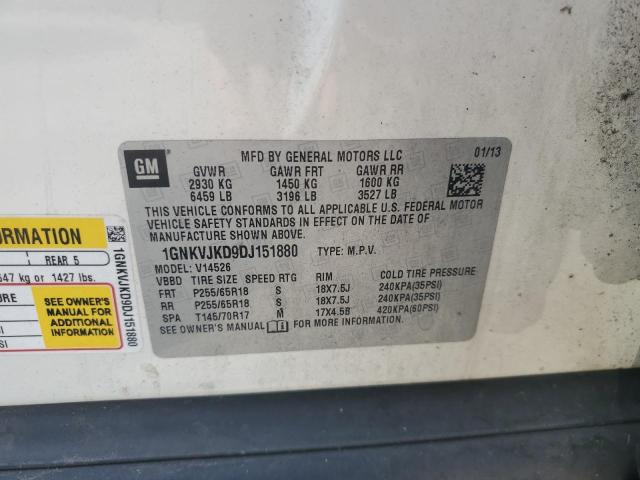 GM
MFD BY GENERAL MOTORS LLC 01/13
GVWR GAWR FRT GAWR RR
2930 KG 1450 KG 1600 KG
6459 LB 3196 LB 3527 LB
THIS VEHICLE CONFORMS TO ALL APPLICABLE U.S. FEDERAL MOTOR
VEHICLE SAFETY STANDARDS IN EFFECT ON THE DATE OF
MANUFACTURE SHOWN ABOVE.
1GNKVJKD9DJ151880 TYPE: M.P.V.
MODEL: V14526
VBBD TIRE SIZE SPEED RTG RIM COLD TIRE PRESSURE
FRT P255/65R18 S 18X7.5J 240KPA(35PSI)
RR P255/65R18 S 18X7.5J 240KPA(35PSI)
SPA T145/70R17 M 17X4.5B 420KPA(60PSI)
SEE OWNER'S MANUAL FOR MORE INFORMATION.
ORMATION
REAR 5
647 kg or 1427 lbs.
URE
SI
SI
SEE OWNER'S
MANUAL FOR
ADDITIONAL
INFORMATION
1GNKVJKD9DJ151880